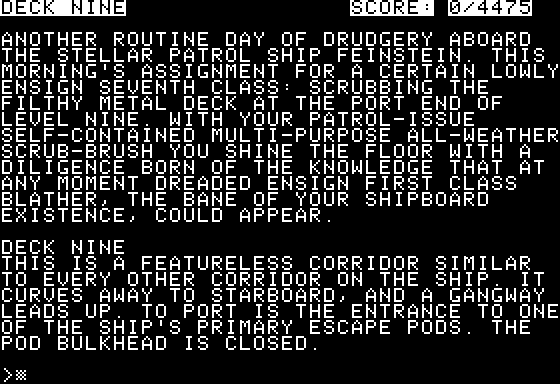 DECK NINE SCORE: 0/4475
ANOTHER ROUTINE DAY OF DRUDGERY ABOARD
THE STELLAR PATROL SHIP FEINSTEIN. THIS
MORNING'S ASSIGNMENT FOR A CERTAIN LOWLY
ENSIGN SEVENTH CLASS: SCRUBBING THE
FILTHY METAL DECK AT THE PORT END OF
LEVEL NINE. WITH YOUR PATROL-ISSUE
SELF-CONTAINED MULTI-PURPOSE ALL-WEATHER
SCRUB-BRUSH YOU SHINE THE FLOOR WITH A
DILIGENCE BORN OF THE KNOWLEDGE THAT AT
ANY MOMENT DREADED ENSIGN FIRST CLASS
BLATHER, THE BANE OF YOUR SHIPBOARD
EXISTENCE, COULD APPEAR.
DECK NINE
THIS IS A FEATURELESS CORRIDOR SIMILAR
TO EVERY OTHER CORRIDOR ON THE SHIP. IT
CURVES AWAY TO STARBOARD, AND A GANGWAY
LEADS UP. TO PORT IS THE ENTRANCE TO ONE
OF THE SHIP'S PRIMARY ESCAPE PODS. THE
POD BULKHEAD IS CLOSED.
>